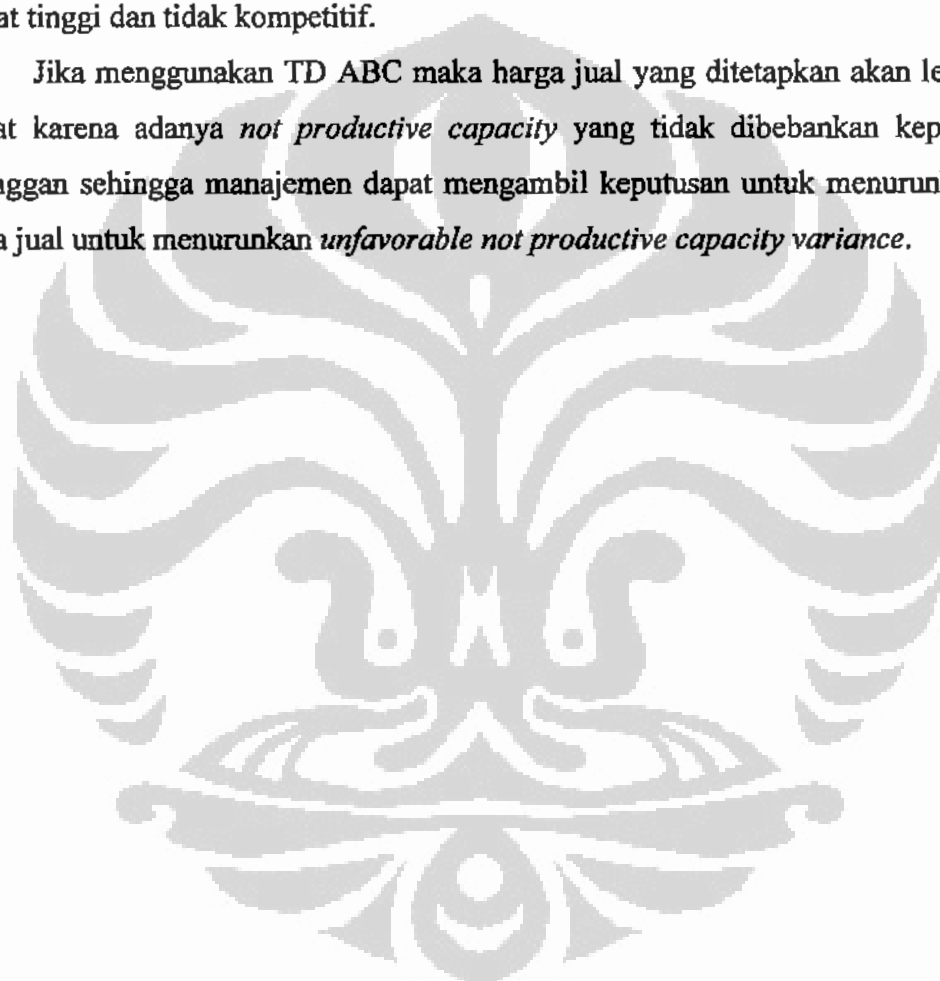 at tinggi dan tidak kompetitif.
Jika menggunakan TD ABC maka harga jual yang ditetapkan akan le
at karena adanya not productive capacity yang tidak dibebankan kep
nggan sehingga manajemen dapat mengambil keputusan untuk menurun
a jual untuk menurunkan unfavorable not productive capacity variance.